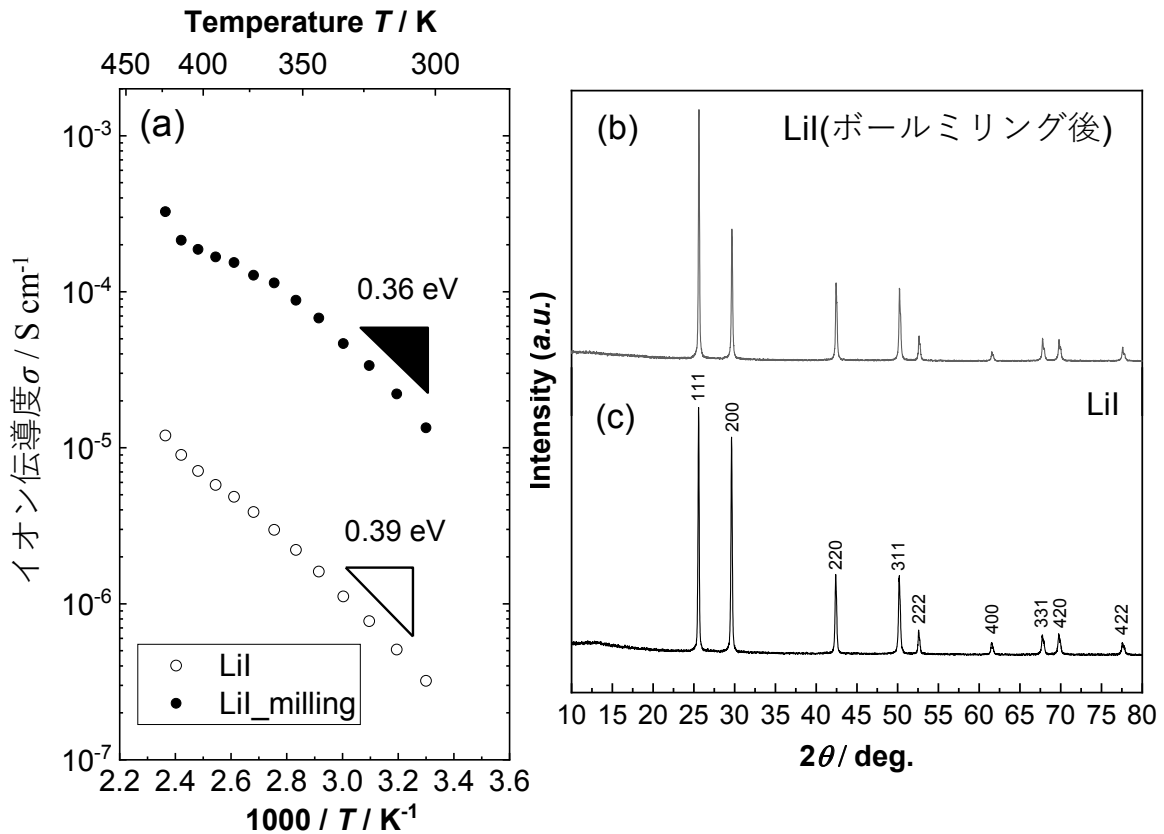 Temperature T / K
450 400 350 300
(a)
10-3
10-4
10-5
10-6
10-7
イオン伝導度σ / S cm-1
0.36 eV
0.39 eV
LiI
LiI_milling
2.2 2.4 2.6 2.8 3.0 3.2 3.4 3.6
1000 / T / K-1
(b)
LiI(ボールミリング後)
(c)
LiI
Intensity (a.u.)
111
200
220
311
222
400
331
420
422
10 15 20 25 30 35 40 45 50 55 60 65 70 75 80
2θ / deg.